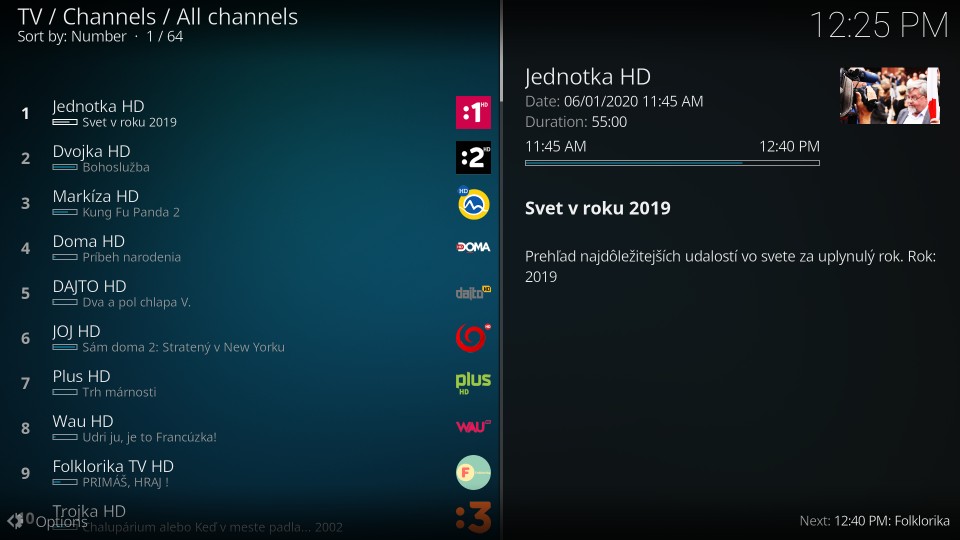 TV / Channels / All channels
Sort by: Number · 1 / 64
12:25 PM
1 Jednotka HD
Svet v roku 2019
:1 HD
2 Dvojka HD
Bohoslužba
:2 HD
3 Markíza HD
Kung Fu Panda 2
HD
4 Doma HD
Príbeh narodenia
DOMA
5 DAJTO HD
Dva a pol chlapa V.
dajto HD
6 JOJ HD
Sám doma 2: Stratený v New Yorku
7 Plus HD
Trh márnosti
plus HD
8 Wau HD
Udri ju, je to Francúzka!
WAU
9 Folklorika TV HD
PRIMÁŠ, HRAJ !
F
10 Trojka HD
Chalupárium alebo Keď v meste padla... 2002
:3
Options
Jednotka HD
Date: 06/01/2020 11:45 AM
Duration: 55:00
11:45 AM 12:40 PM
Svet v roku 2019
Prehľad najdôležitejších udalostí vo svete za uplynulý rok. Rok:
2019
Next: 12:40 PM: Folklorika